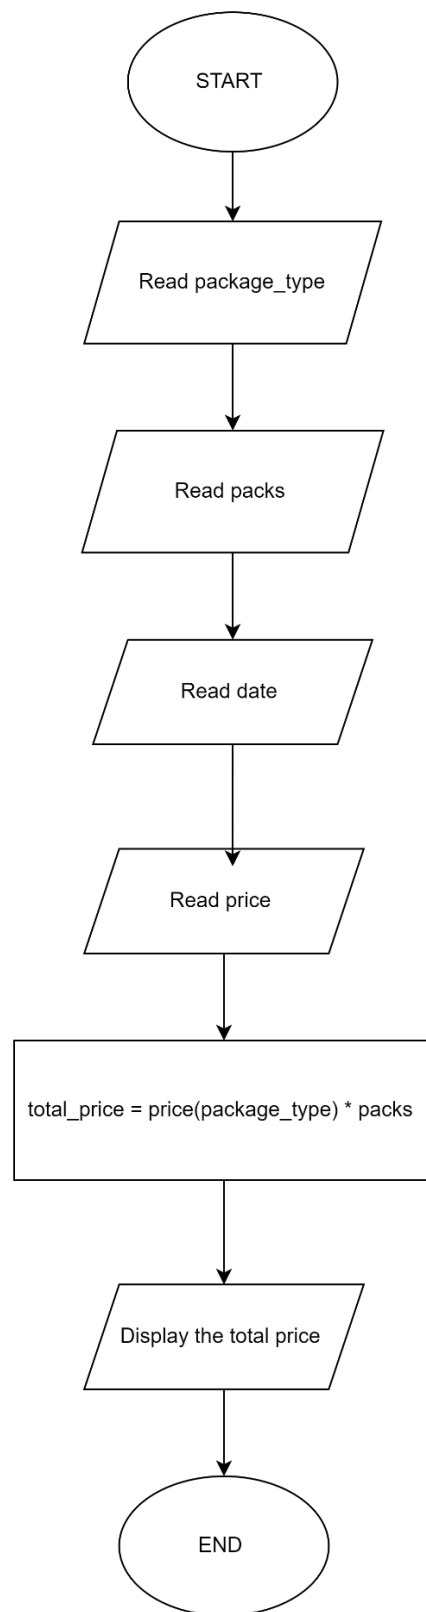 START
Read package_type
Read packs
Read date
Read price
total_price = price(package_type) * packs
Display the total price
END